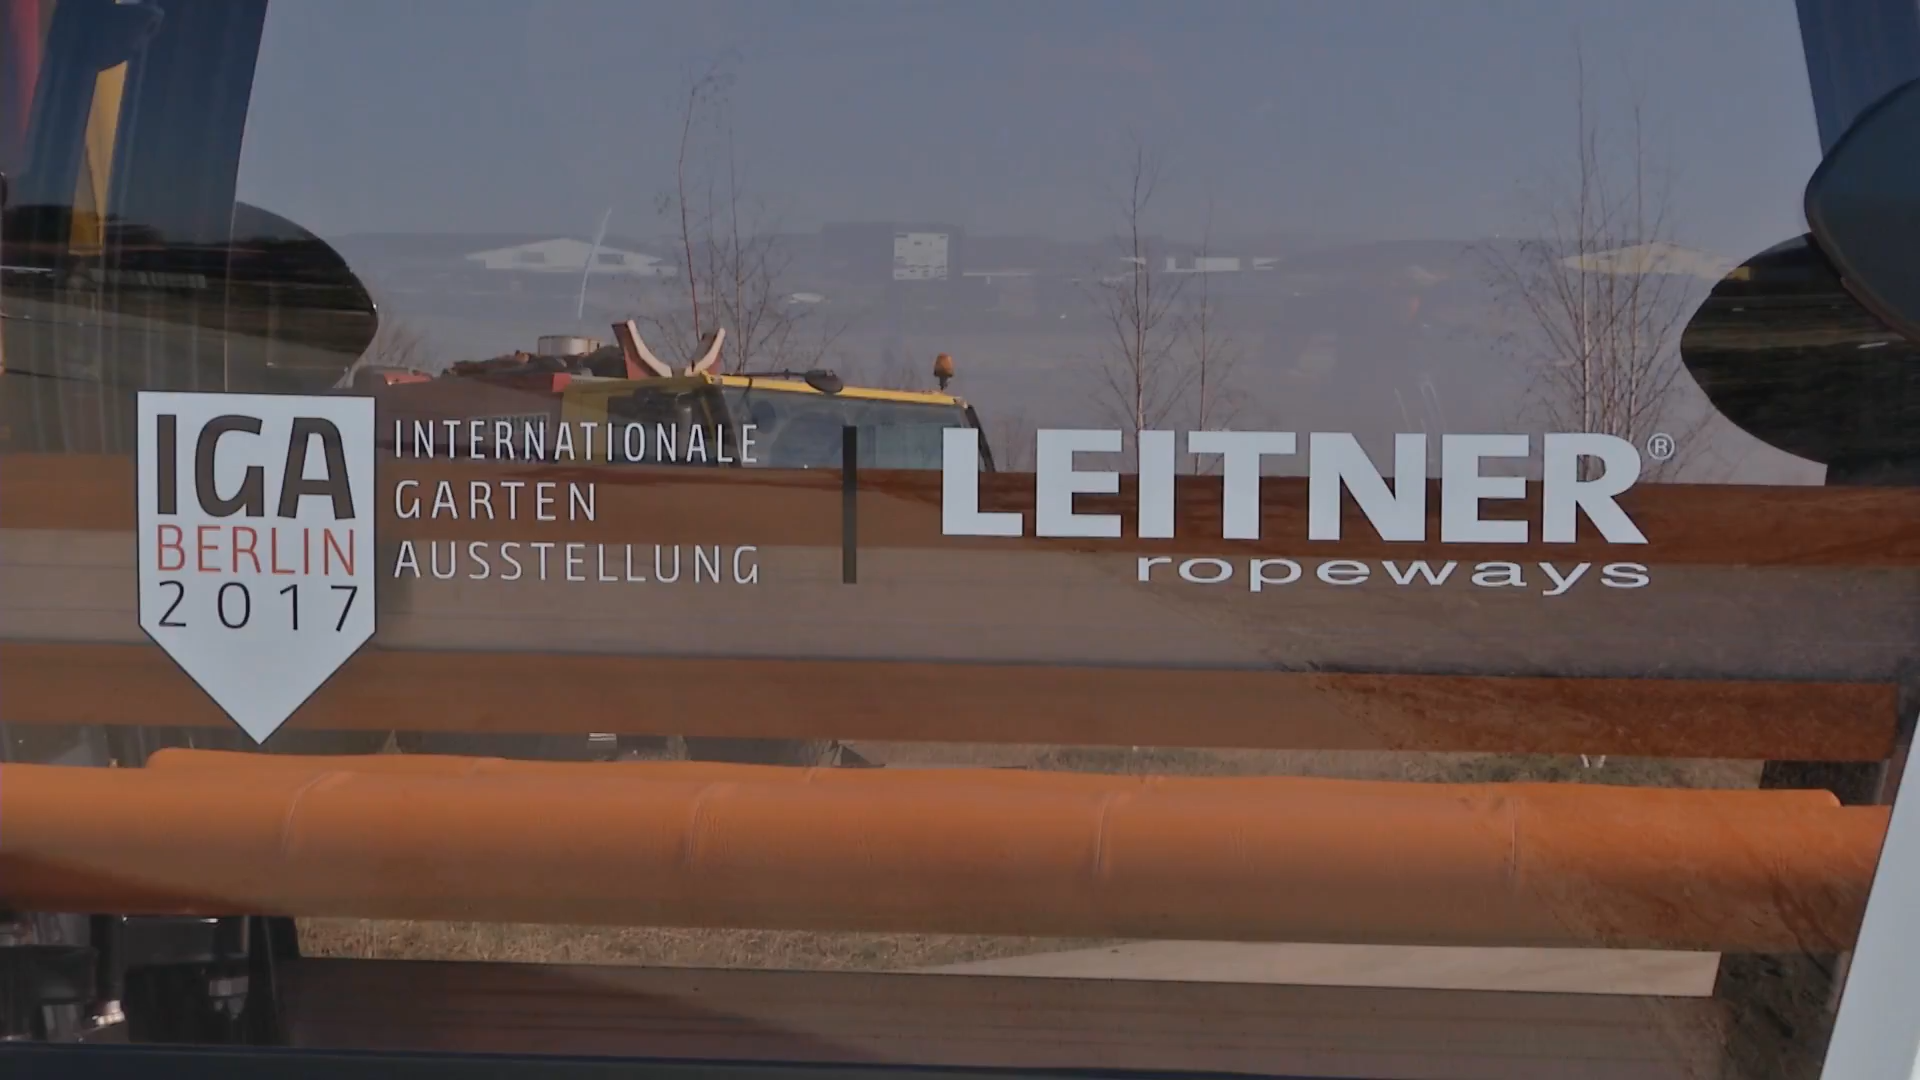 IGA
BERLIN
2017
INTERNATIONALE
GARTEN
AUSSTELLUNG
LEITNER®
ropeways